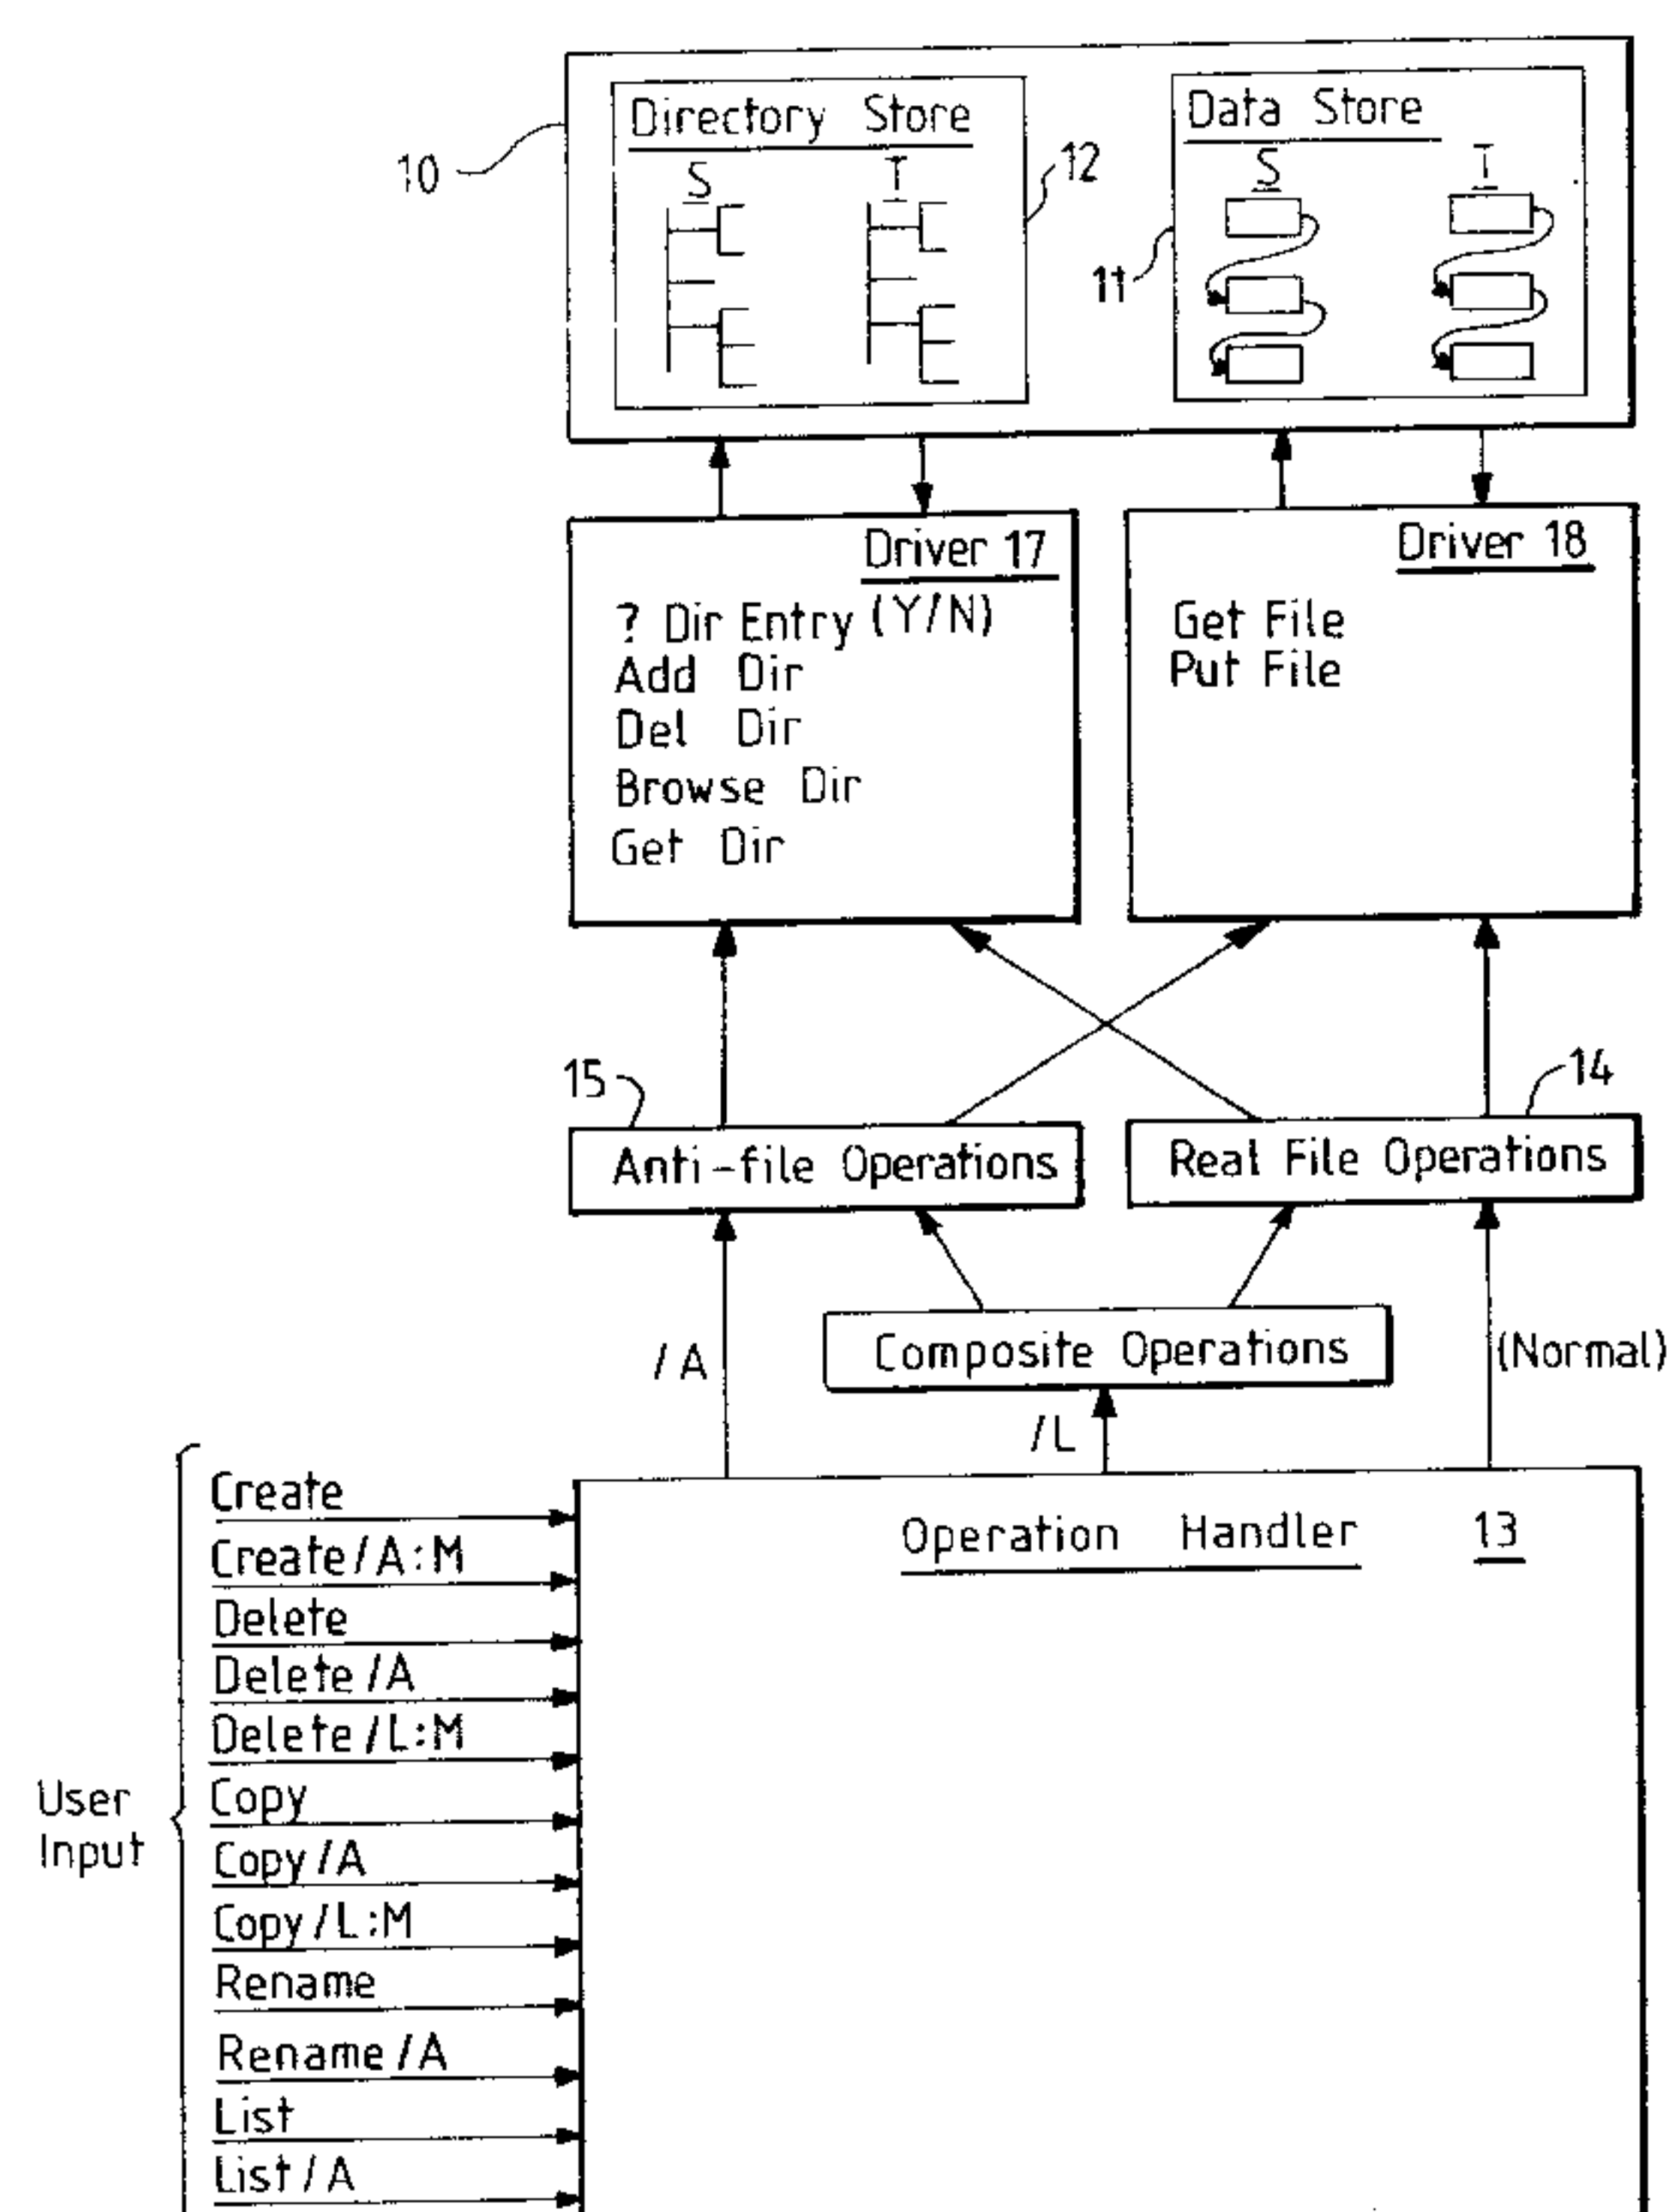 Directory Store
Data Store
S
T
S
T
10
12
11
Driver 17
? Dir Entry (Y/N)
Add Dir
Del Dir
Browse Dir
Get Dir
Driver 18
Get File
Put File
15
14
Anti-file Operations
Real File Operations
Composite Operations
/A
(Normal)
/L
Operation Handler 13
User
Input
Create
Create/A:M
Delete
Delete/A
Delete/L:M
Copy
Copy/A
Copy/L:M
Rename
Rename/A
List
List/A